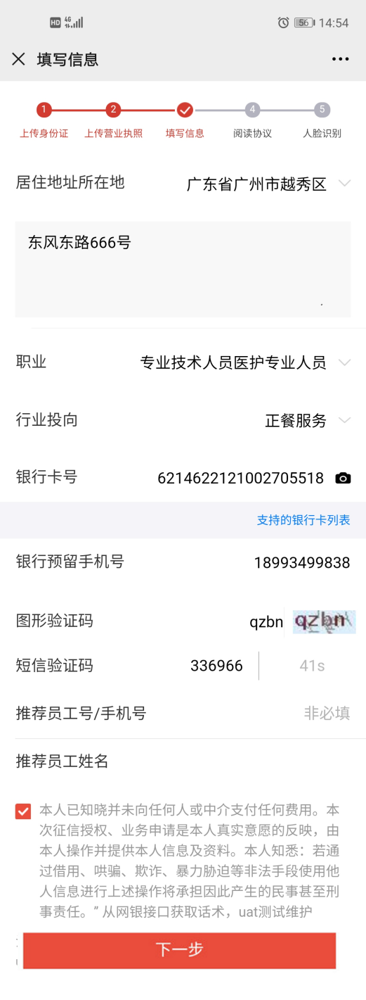 HD 4G 56 14:54
填写信息
1 2 4 5
上传身份证 上传营业执照 填写信息 阅读协议 人脸识别
居住地址所在地 广东省广州市越秀区
东风东路666号
职业 专业技术人员医护专业人员
行业投向 正餐服务
银行卡号 6214622121002705518
支持的银行卡列表
银行预留手机号 18993499838
图形验证码 qzbn qzbn
短信验证码 336966 41s
推荐员工号/手机号 非必填
推荐员工姓名
本人已知晓并未向任何人或中介支付任何费用。本
次征信授权、业务申请是本人真实意愿的反映，由
本人操作并提供本人信息及资料。本人知悉：若通
过借用、哄骗、欺诈、暴力胁迫等非法手段使用他
人信息进行上述操作将承担因此产生的民事甚至刑
事责任。” 从网银接口获取话术，uat测试维护
下一步